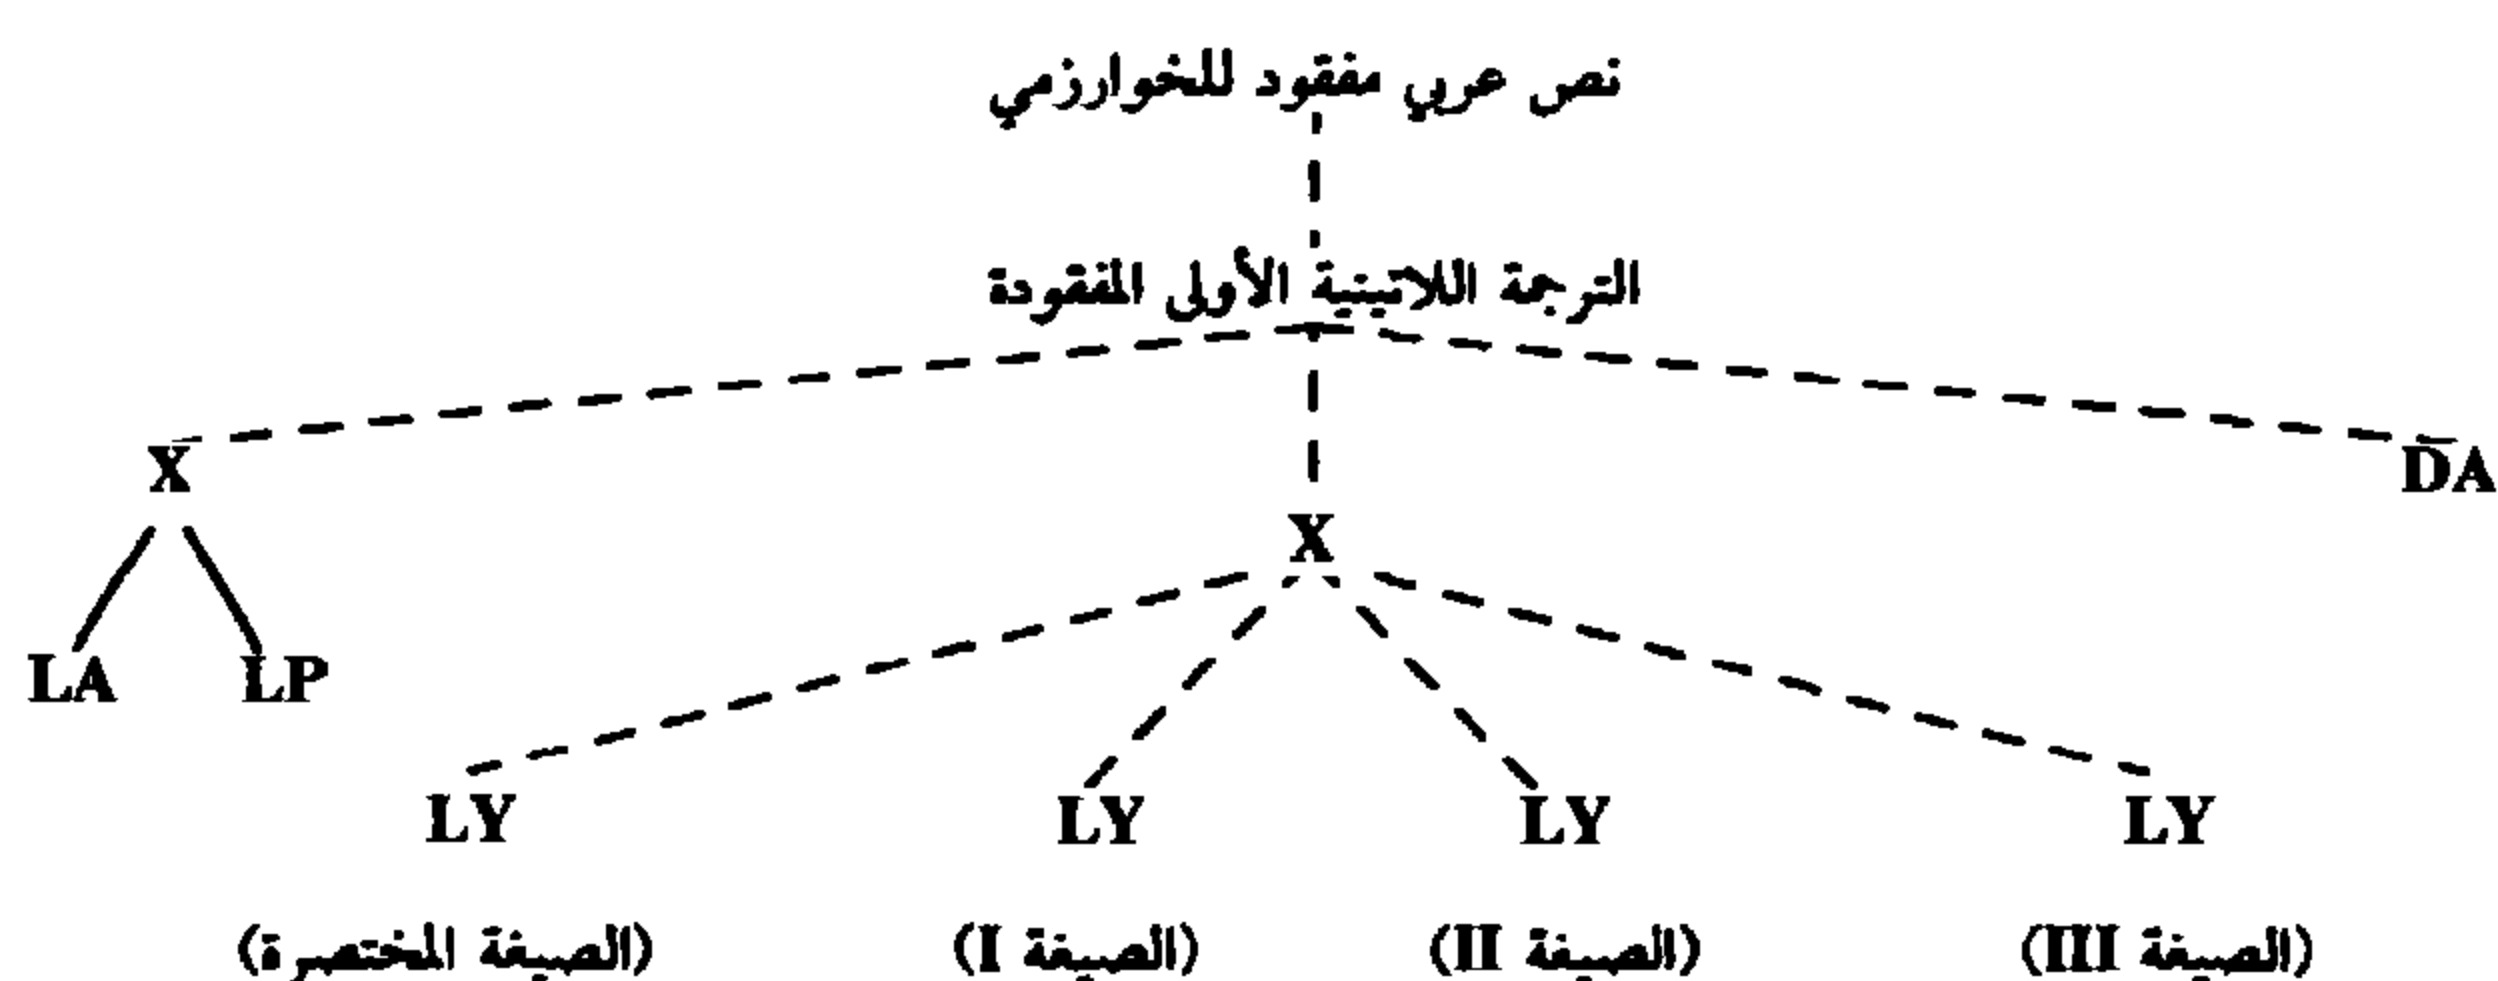 نص عربي مفقود للخوارزمي
الترجمة اللاتينية الأولى المفقودة
X DA
X
LA LP
LY LY LY LY
(الصيغة المختصرة) (الصيغة I) (الصيغة II) (الصيغة III)